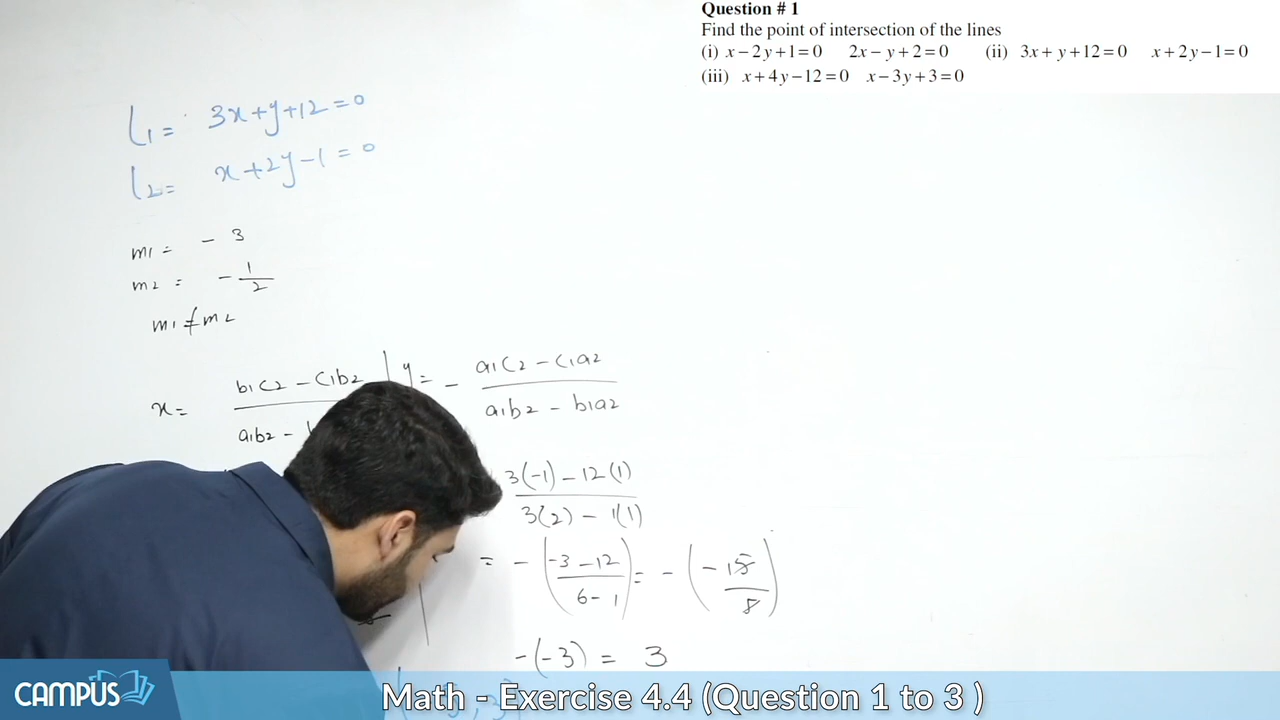 Question # 1
Find the point of intersection of the lines
(i) x−2y+1=0 2x−y+2=0 (ii) 3x+y+12=0 x+2y−1=0
(iii) x+4y−12=0 x−3y+3=0
l1 = 3x+y+12=0
l2 = x+2y-1=0
m1 = - 3
m2 = - 1/2
m1 ≠ m2
x = b1c2 - c1b2
a1b2 -
y = - a1c2 - c1a2 / a1b2 - b1a2
3(-1) - 12(1) / 3(2) - 1(1)
= - (-3-12 / 6-1) = - (-15 / 5)
-(-3) = 3
, 3)
CAMPUS
Math - Exercise 4.4 (Question 1 to 3 )